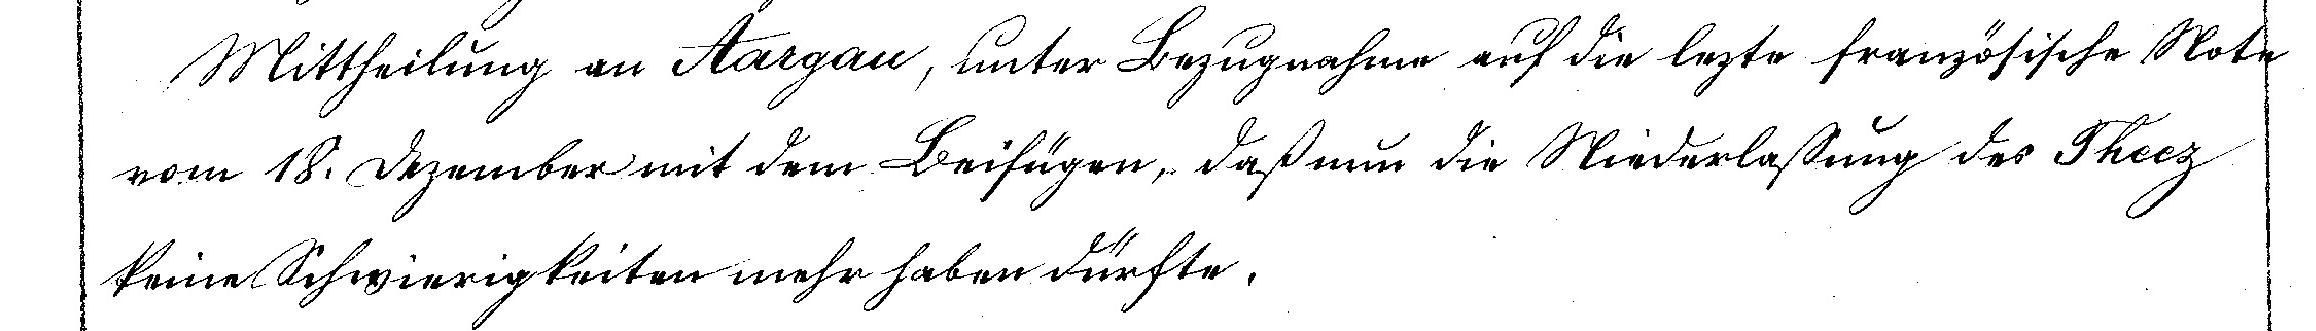 Mittheilung an Aargau, unter Bezugnahme auf die lezte französische Note
vom 18. Dezember mit dem Beifügen, daß nun die Niederlassung des Theez
keine Schwierigkeiten mehr haben dürfte.